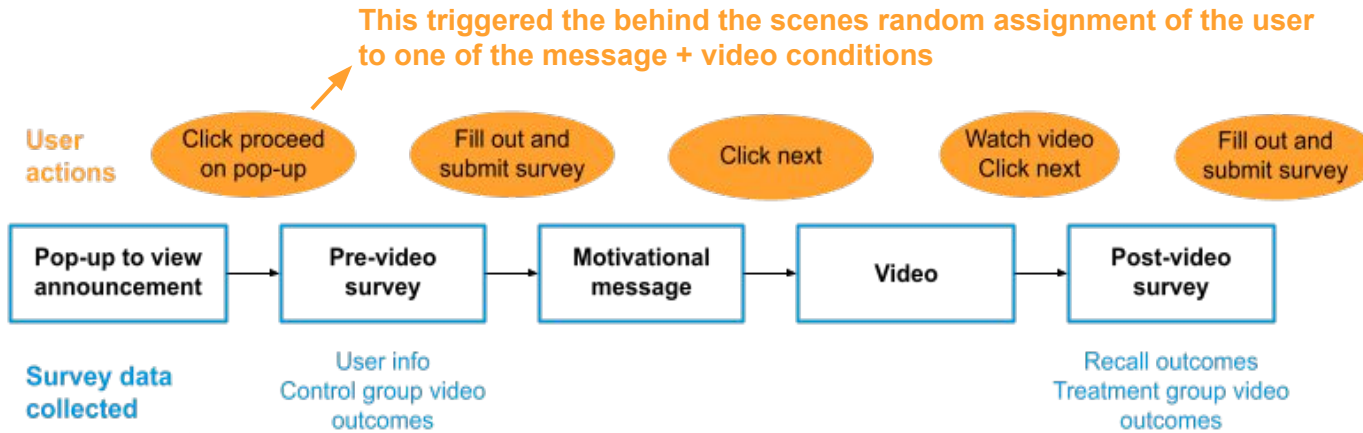 This triggered the behind the scenes random assignment of the user
to one of the message + video conditions
User
actions
Click proceed
on pop-up
Fill out and
submit survey
Click next
Watch video
Click next
Fill out and
submit survey
Pop-up to view
announcement
Pre-video
survey
Motivational
message
Video
Post-video
survey
Survey data
collected
User info
Control group video
outcomes
Recall outcomes
Treatment group video
outcomes